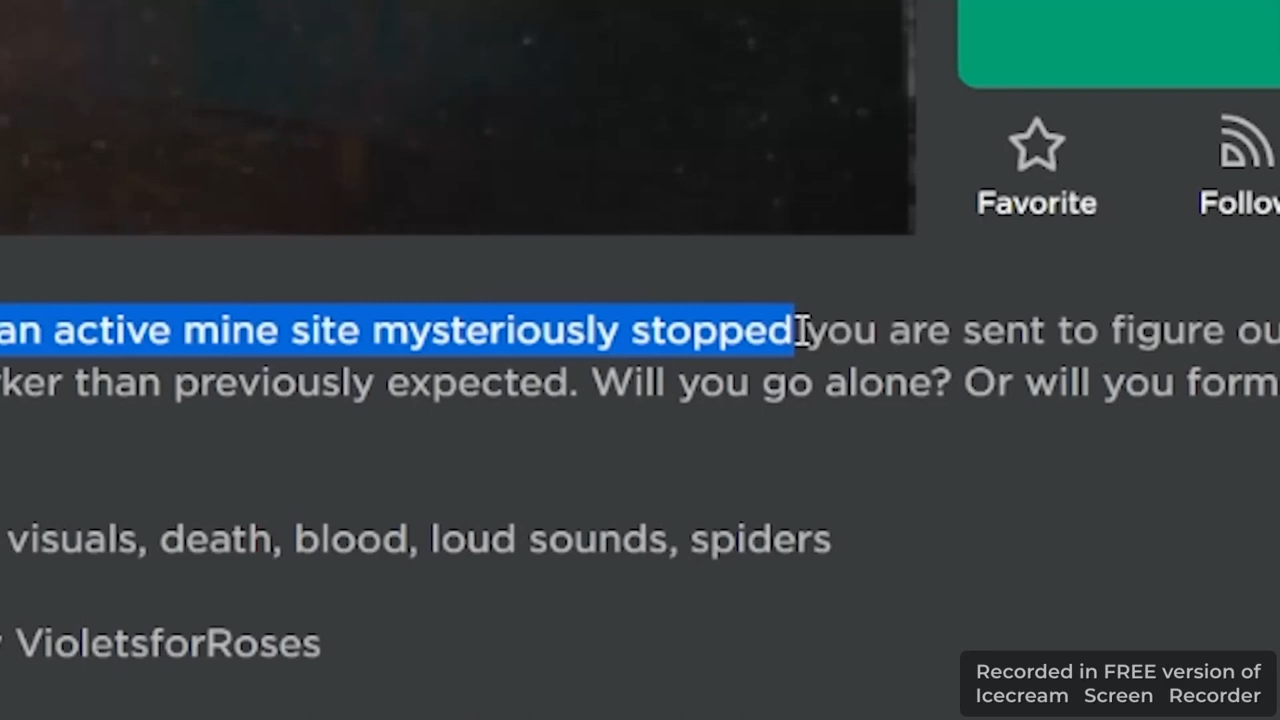 Favorite
Follow
an active mine site mysteriously stopped you are sent to figure ou
ker than previously expected. Will you go alone? Or will you form
visuals, death, blood, loud sounds, spiders
VioletsforRoses
Recorded in FREE version of
Icecream Screen Recorder